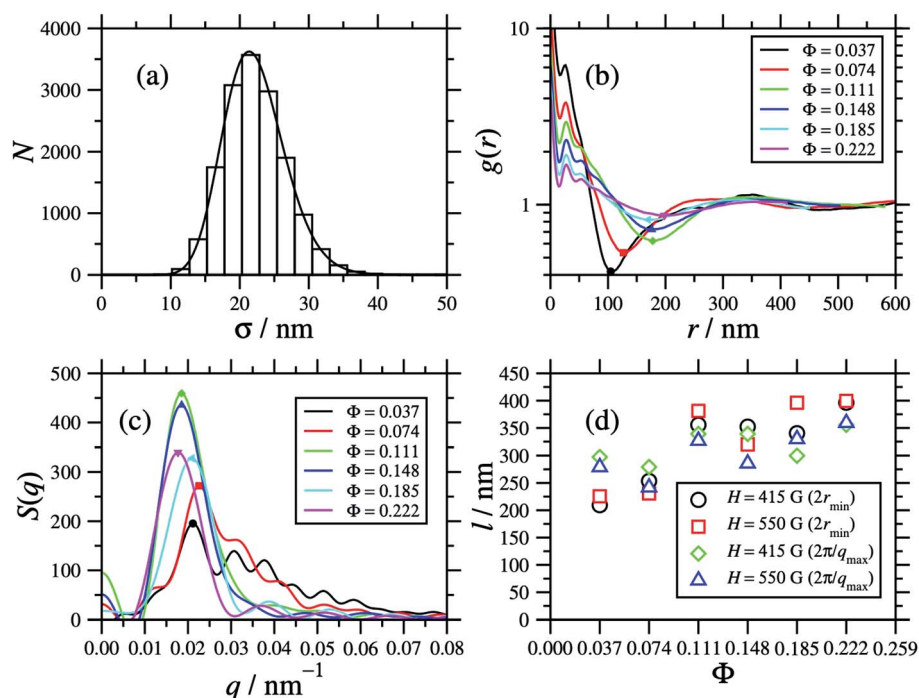 4000
3000
2000
1000
0
N
(a)
0 10 20 30 40 50
σ / nm
10
1
g(r)
(b)
Φ = 0.037
Φ = 0.074
Φ = 0.111
Φ = 0.148
Φ = 0.185
Φ = 0.222
0 100 200 300 400 500 600
r / nm
500
400
300
200
100
0
S(q)
(c)
Φ = 0.037
Φ = 0.074
Φ = 0.111
Φ = 0.148
Φ = 0.185
Φ = 0.222
0.00 0.01 0.02 0.03 0.04 0.05 0.06 0.07 0.08
q / nm⁻¹
450
400
350
300
250
200
150
100
50
0
l / nm
(d)
H = 415 G (2r_min)
H = 550 G (2r_min)
H = 415 G (2π/q_max)
H = 550 G (2π/q_max)
0.000 0.037 0.074 0.111 0.148 0.185 0.222 0.259
Φ